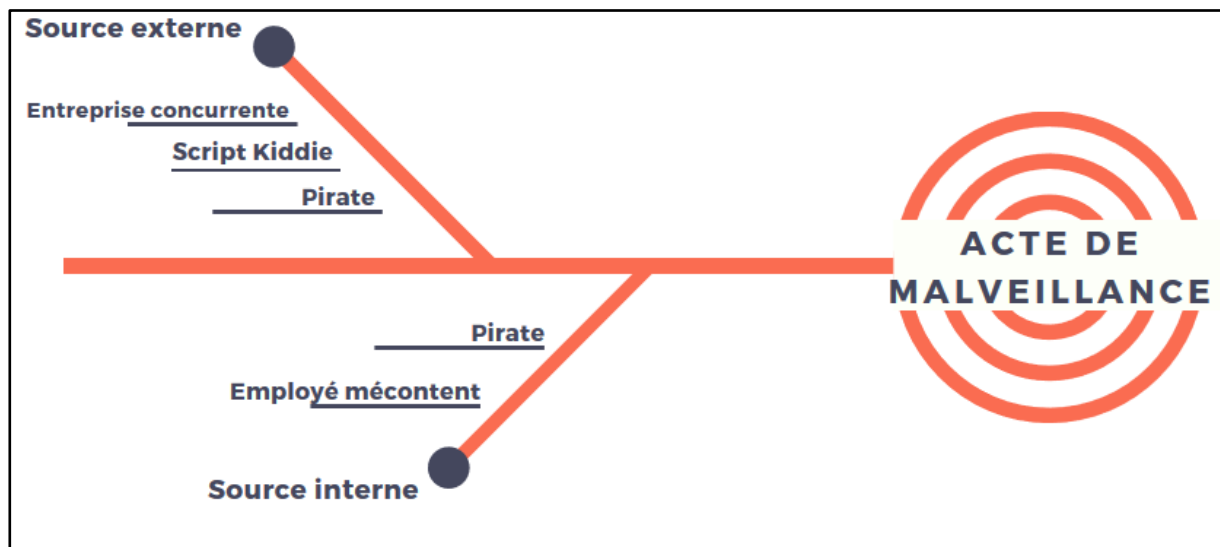 Source externe
Entreprise concurrente
Script Kiddie
Pirate
ACTE DE
MALVEILLANCE
Pirate
Employé mécontent
Source interne